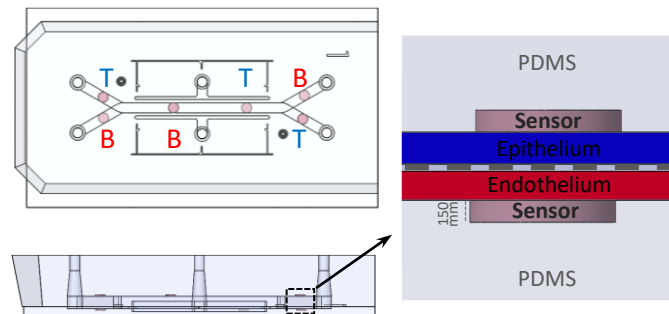 T
T
B
B
B
T
PDMS
Sensor
Epithelium
Endothelium
Sensor
150
mm
PDMS